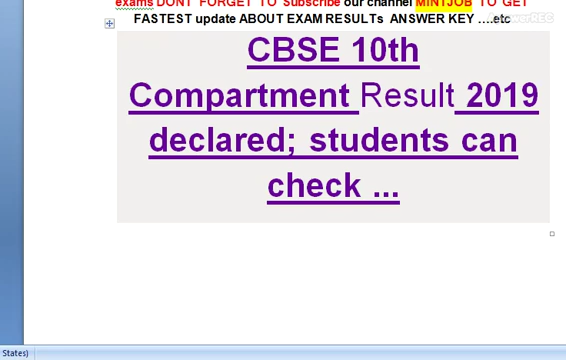 exams DONT FORGET TO Subscribe our channel MINTJOB TO GET
FASTEST update ABOUT EXAM RESULTs ANSWER KEY ....etc
CBSE 10th
Compartment Result 2019
declared; students can
check ...
States)